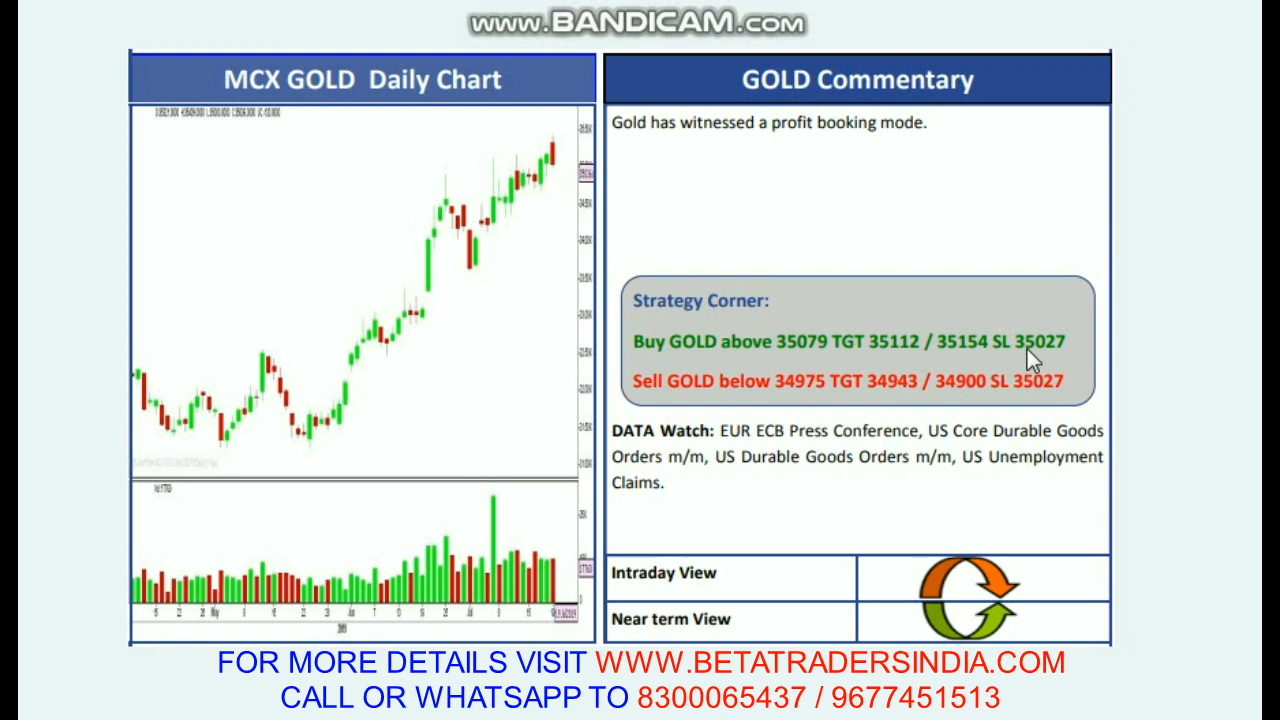 www.BANDICAM.com
MCX GOLD Daily Chart
GOLD Commentary
Gold has witnessed a profit booking mode.
Strategy Corner:
Buy GOLD above 35079 TGT 35112 / 35154 SL 35027
Sell GOLD below 34975 TGT 34943 / 34900 SL 35027
DATA Watch: EUR ECB Press Conference, US Core Durable Goods
Orders m/m, US Durable Goods Orders m/m, US Unemployment
Claims.
Intraday View
Near term View
FOR MORE DETAILS VISIT WWW.BETATRADERSINDIA.COM
CALL OR WHATSAPP TO 8300065437 / 9677451513